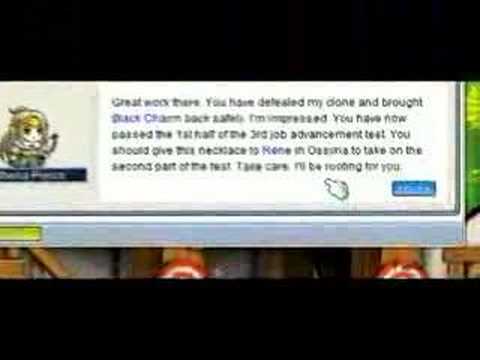 Great work there. You have defeated my clone and brought
Black Charm back safely. I'm impressed. You have now
passed the 1st half of the 3rd job advancement test. You
should give this necklace to Rene in Ossyria to take on the
second part of the test. Take care. I'll be rooting for you.